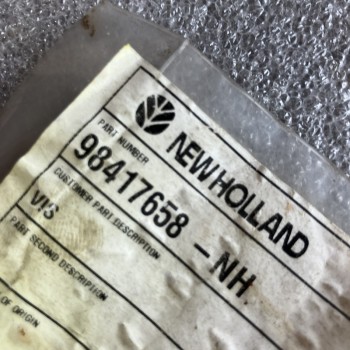 NEW HOLLAND
PART NUMBER
98417658 -NH
CUSTOMER PART DESCRIPTION
VIS
PART SECOND DESCRIPTION
OF ORIGIN